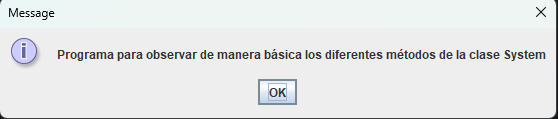 Message
Programa para observar de manera básica los diferentes métodos de la clase System
OK